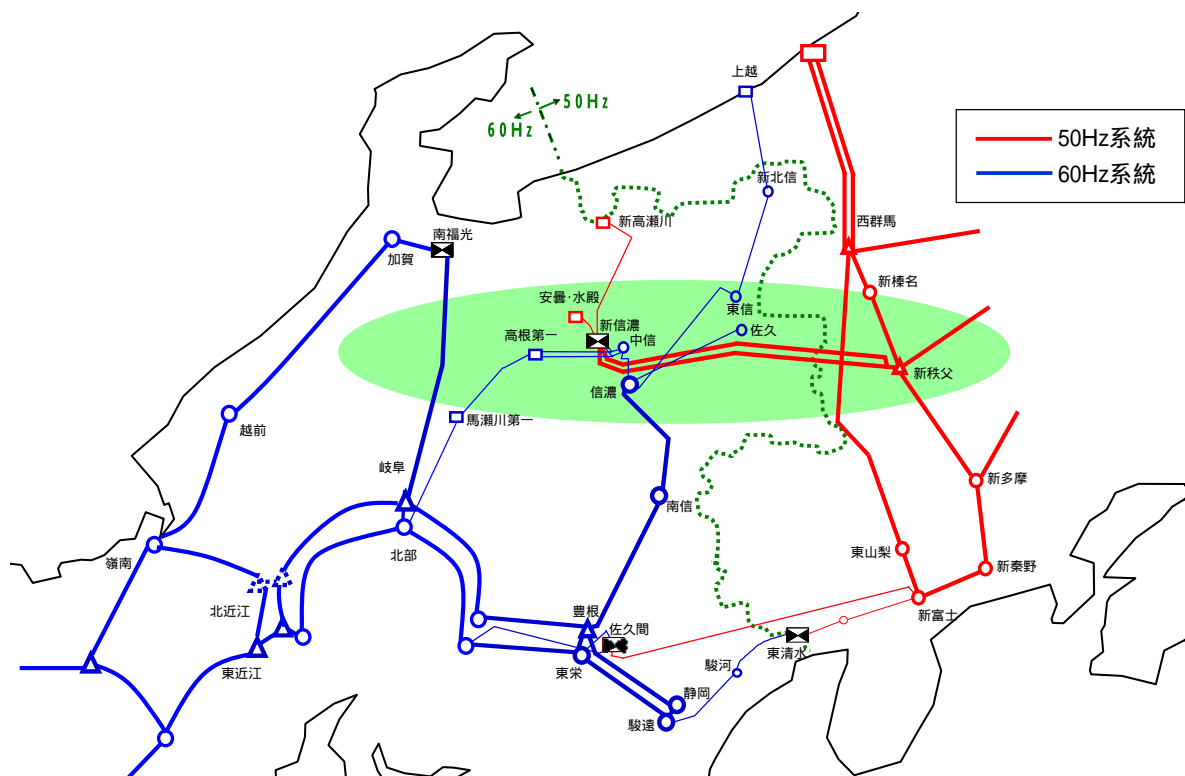 上越
50Hz
60Hz
50Hz系統
60Hz系統
新北信
新高瀬川
西群馬
南福光
加賀
新榛名
安曇・水殿
東信
新信濃
中信
佐久
高根第一
新秩父
信濃
馬瀬川第一
越前
岐阜
新多摩
南信
北部
東山梨
嶺南
新秦野
北近江
豊根
新富士
佐久間
東清水
東近江
東栄
駿河
静岡
駿遠